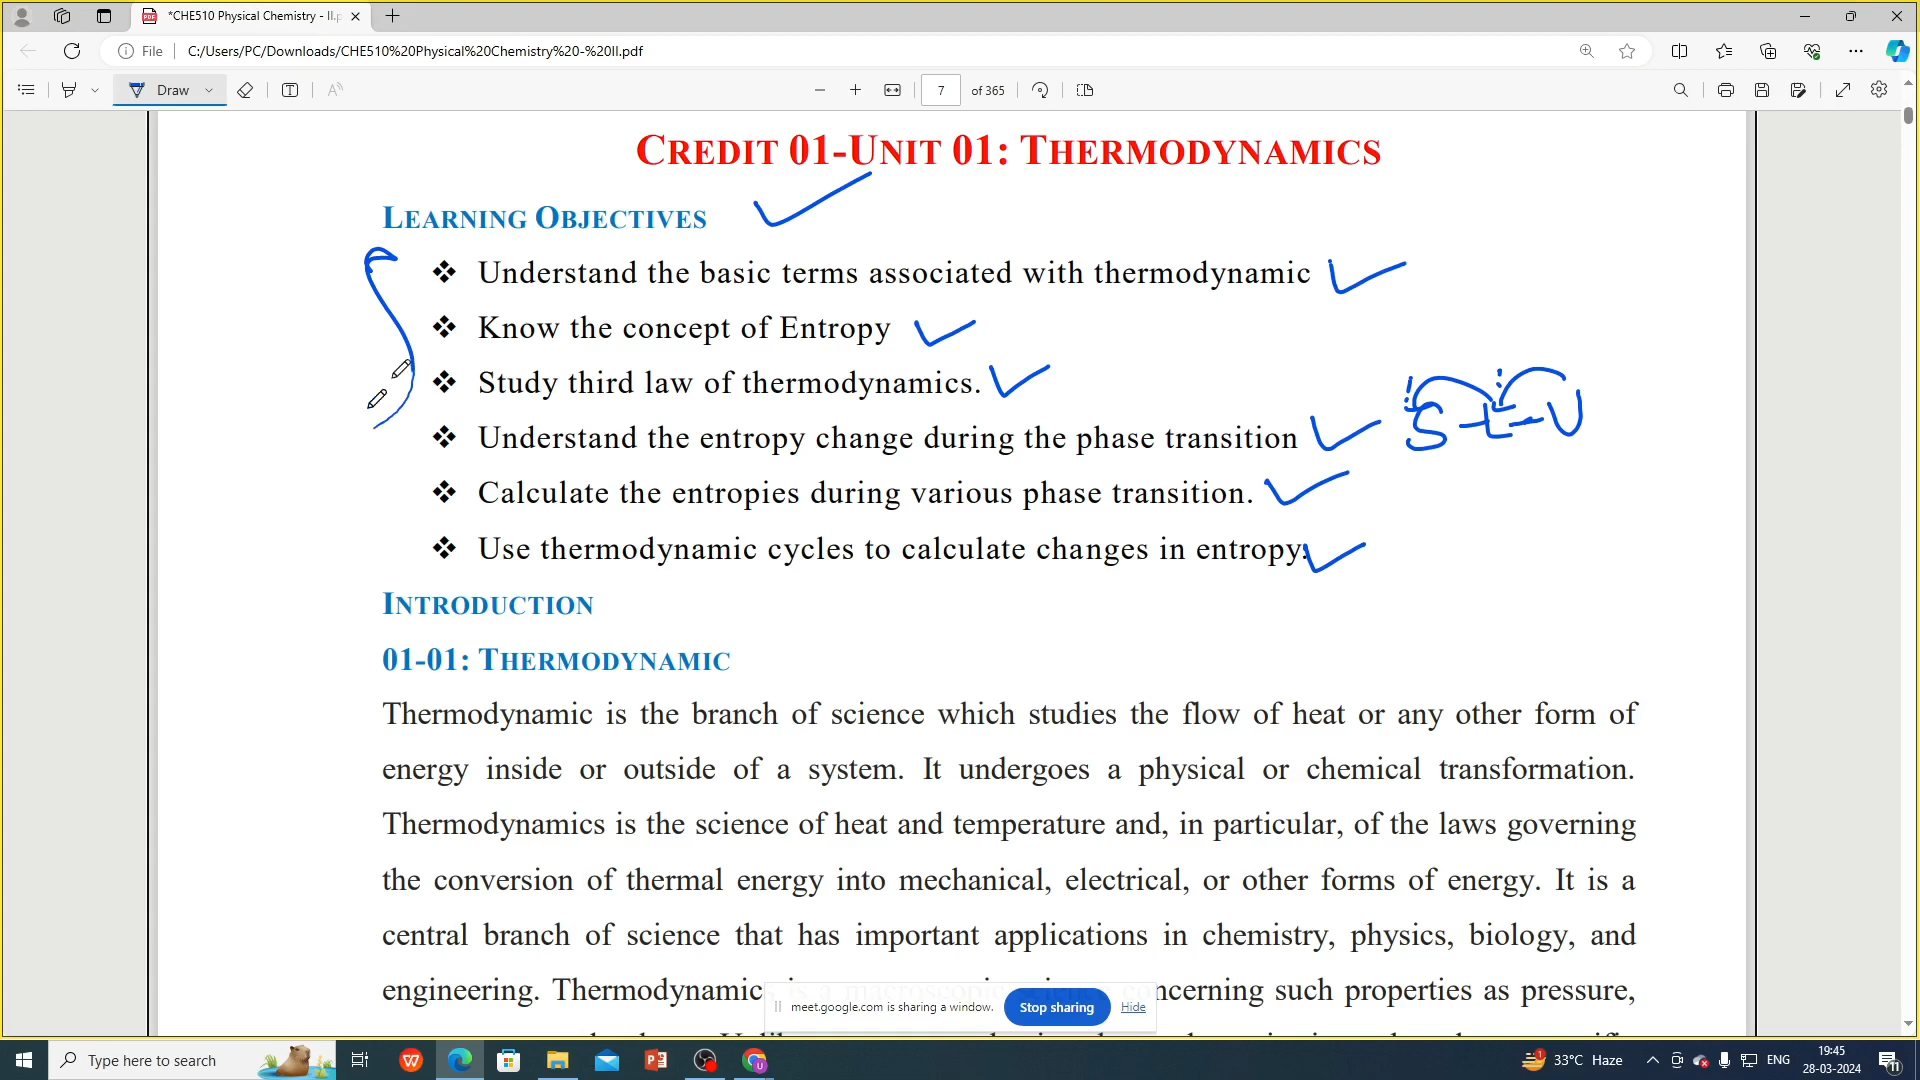 *CHE510 Physical Chemistry - II.p
File
C:/Users/PC/Downloads/CHE510%20Physical%20Chemistry%20-%20II.pdf
Draw
7 of 365
CREDIT 01-UNIT 01: THERMODYNAMICS
LEARNING OBJECTIVES
❖ Understand the basic terms associated with thermodynamic
❖ Know the concept of Entropy
❖ Study third law of thermodynamics.
❖ Understand the entropy change during the phase transition
S-L-V
❖ Calculate the entropies during various phase transition.
❖ Use thermodynamic cycles to calculate changes in entropy.
INTRODUCTION
01-01: THERMODYNAMIC
Thermodynamic is the branch of science which studies the flow of heat or any other form of
energy inside or outside of a system. It undergoes a physical or chemical transformation.
Thermodynamics is the science of heat and temperature and, in particular, of the laws governing
the conversion of thermal energy into mechanical, electrical, or other forms of energy. It is a
central branch of science that has important applications in chemistry, physics, biology, and
engineering. Thermodynamics is a macroscopic science concerning such properties as pressure,
meet.google.com is sharing a window.
Stop sharing
Hide
Type here to search
33°C Haze
ENG
19:45
28-03-2024
11